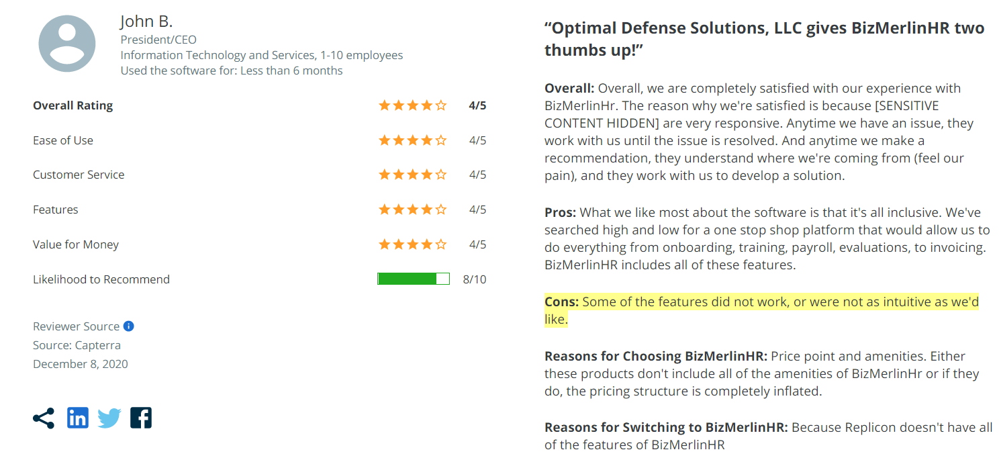 John B.
President/CEO
Information Technology and Services, 1-10 employees
Used the software for: Less than 6 months
Overall Rating 4/5
Ease of Use 4/5
Customer Service 4/5
Features 4/5
Value for Money 4/5
Likelihood to Recommend 8/10
Reviewer Source
Source: Capterra
December 8, 2020
“Optimal Defense Solutions, LLC gives BizMerlinHR two
thumbs up!”
Overall: Overall, we are completely satisfied with our experience with
BizMerlinHr. The reason why we're satisfied is because [SENSITIVE
CONTENT HIDDEN] are very responsive. Anytime we have an issue, they
work with us until the issue is resolved. And anytime we make a
recommendation, they understand where we're coming from (feel our
pain), and they work with us to develop a solution.
Pros: What we like most about the software is that it's all inclusive. We've
searched high and low for a one stop shop platform that would allow us to
do everything from onboarding, training, payroll, evaluations, to invoicing.
BizMerlinHR includes all of these features.
Cons: Some of the features did not work, or were not as intuitive as we'd
like.
Reasons for Choosing BizMerlinHR: Price point and amenities. Either
these products don't include all of the amenities of BizMerlinHr or if they
do, the pricing structure is completely inflated.
Reasons for Switching to BizMerlinHR: Because Replicon doesn't have all
of the features of BizMerlinHR